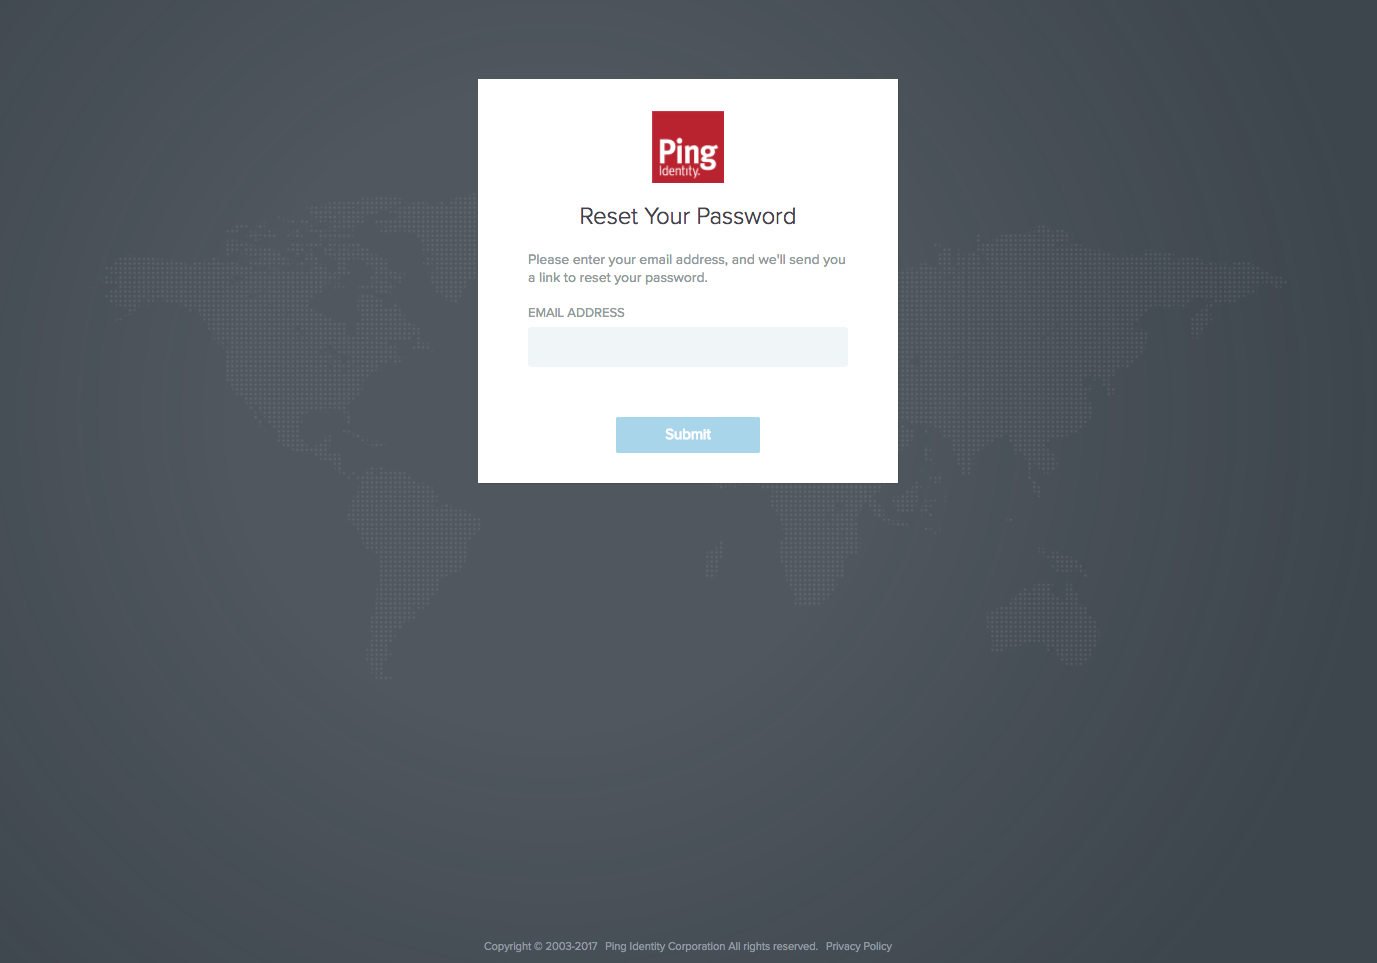 Ping
Identity.
Reset Your Password
Please enter your email address, and we'll send you
a link to reset your password.
EMAIL ADDRESS
Submit
Copyright © 2003-2017 Ping Identity Corporation All rights reserved. Privacy Policy